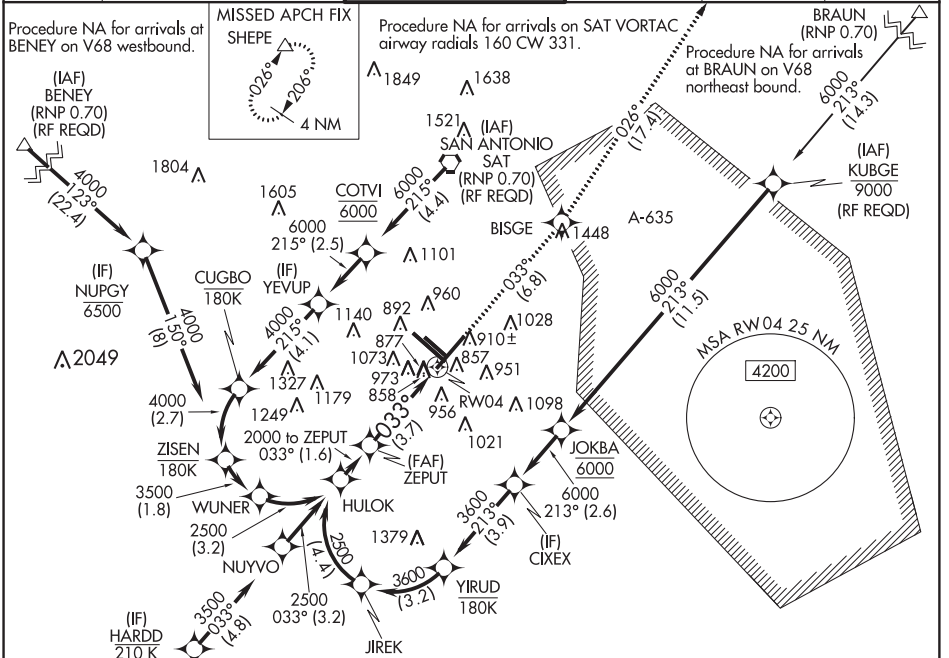 Procedure NA for arrivals at
BENEY on V68 westbound.
MISSED APCH FIX
SHEPE
026°
206°
4 NM
Procedure NA for arrivals on SAT VORTAC
airway radials 160 CW 331.
BRAUN
(RNP 0.70)
Procedure NA for arrivals
at BRAUN on V68
northeast bound.
(IAF)
BENEY
(RNP 0.70)
(RF REQD)
1849
1638
1521
(IAF)
SAN ANTONIO
SAT
(RNP 0.70)
(RF REQD)
026°
(17.4)
6000
213°
(14.3)
(IAF)
KUBGE
9000
(RF REQD)
1804
4000
123°
(22.4)
1605
COTVI
6000
6000
215°
(4.4)
6000
215° (2.5)
BISGE
1448
A-635
1101
(IF)
YEVUP
(IF)
NUPGY
6500
CUGBO
180K
033°
(6.8)
960
6000
213°
(11.5)
4000
150°
(8)
4000
215°
(4.1)
1140
892
1028
877
910±
MSA RW04 25 NM
4200
2049
1073
857
973
951
858
RW04
1327
1179
1249
956
1098
1021
4000
(2.7)
033°
(3.7)
2000 to ZEPUT
033° (1.6)
(FAF)
ZEPUT
JOKBA
6000
ZISEN
180K
6000
213° (2.6)
3500
(1.8)
WUNER
HULOK
3600
213°
(3.9)
(IF)
CIXEX
2500
(3.2)
1379
2500
(4.4)
NUYVO
3600
(3.2)
YIRUD
180K
2500
033° (3.2)
3500
033°
(4.8)
JIREK
(IF)
HARDD
210 K